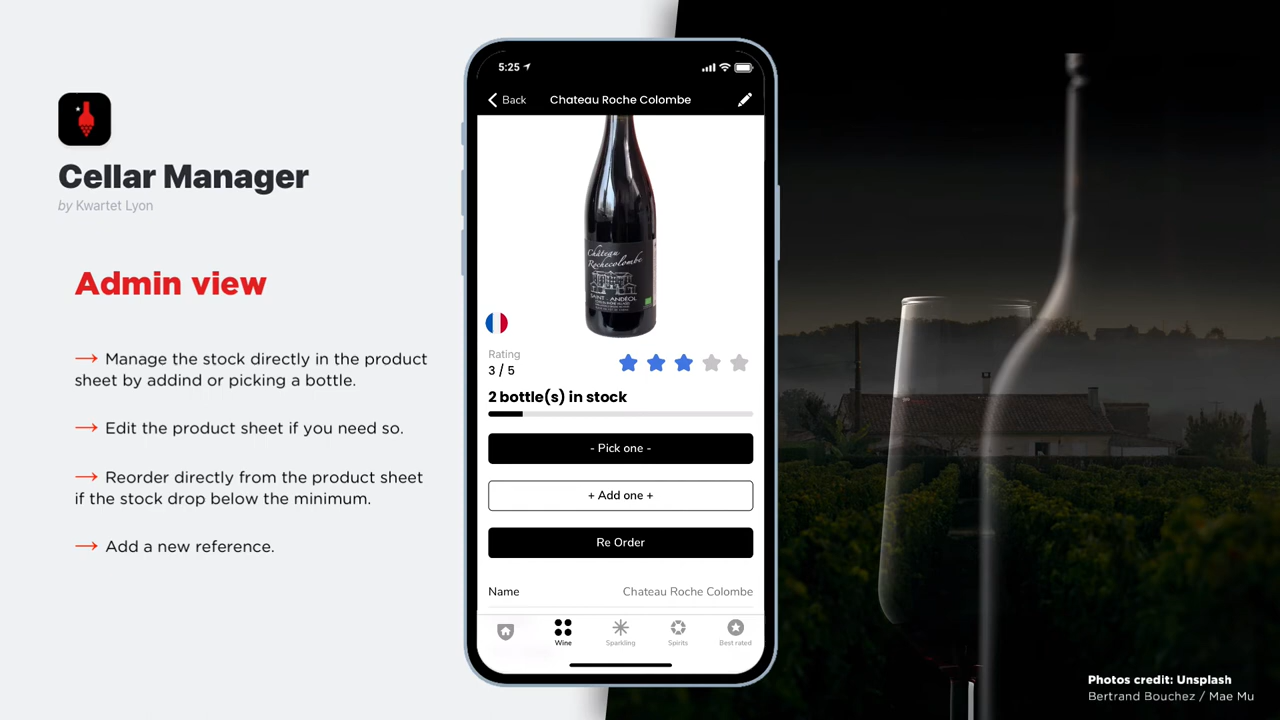 Cellar Manager
by Kwartet Lyon
Admin view
→ Manage the stock directly in the product
sheet by addind or picking a bottle.
→ Edit the product sheet if you need so.
→ Reorder directly from the product sheet
if the stock drop below the minimum.
→ Add a new reference.
5:25
Back
Chateau Roche Colombe
Château
Rochecolombe
SAINT-ANDÉOL
Rating
3 / 5
2 bottle(s) in stock
- Pick one -
+ Add one +
Re Order
Name
Chateau Roche Colombe
Wine
Sparkling
Spirits
Best rated
Photos credit: Unsplash
Bertrand Bouchez / Mae Mu